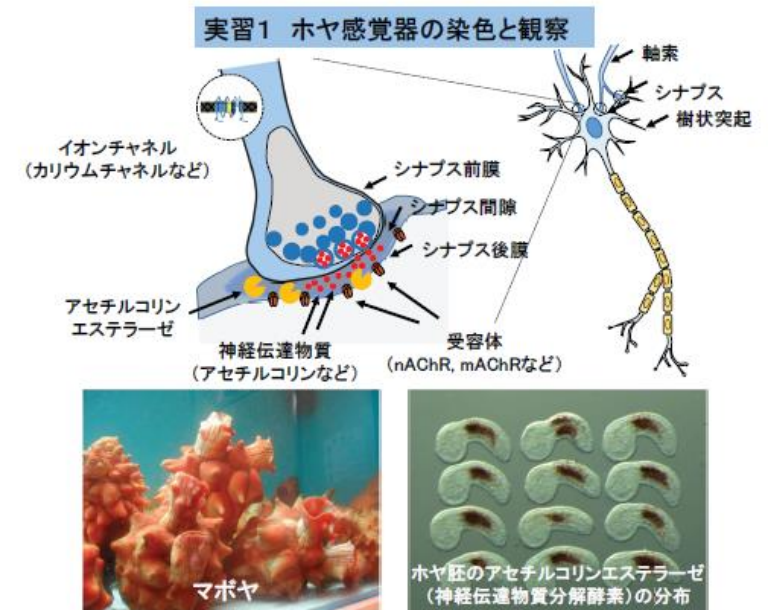 実習1 ホヤ感覚器の染色と観察
軸索
シナプス
樹状突起
イオンチャネル
(カリウムチャネルなど)
シナプス前膜
シナプス間隙
シナプス後膜
アセチルコリン
エステラーゼ
神経伝達物質
(アセチルコリンなど)
受容体
(nAChR, mAChRなど)
マボヤ
ホヤ胚のアセチルコリンエステラーゼ
(神経伝達物質分解酵素)の分布